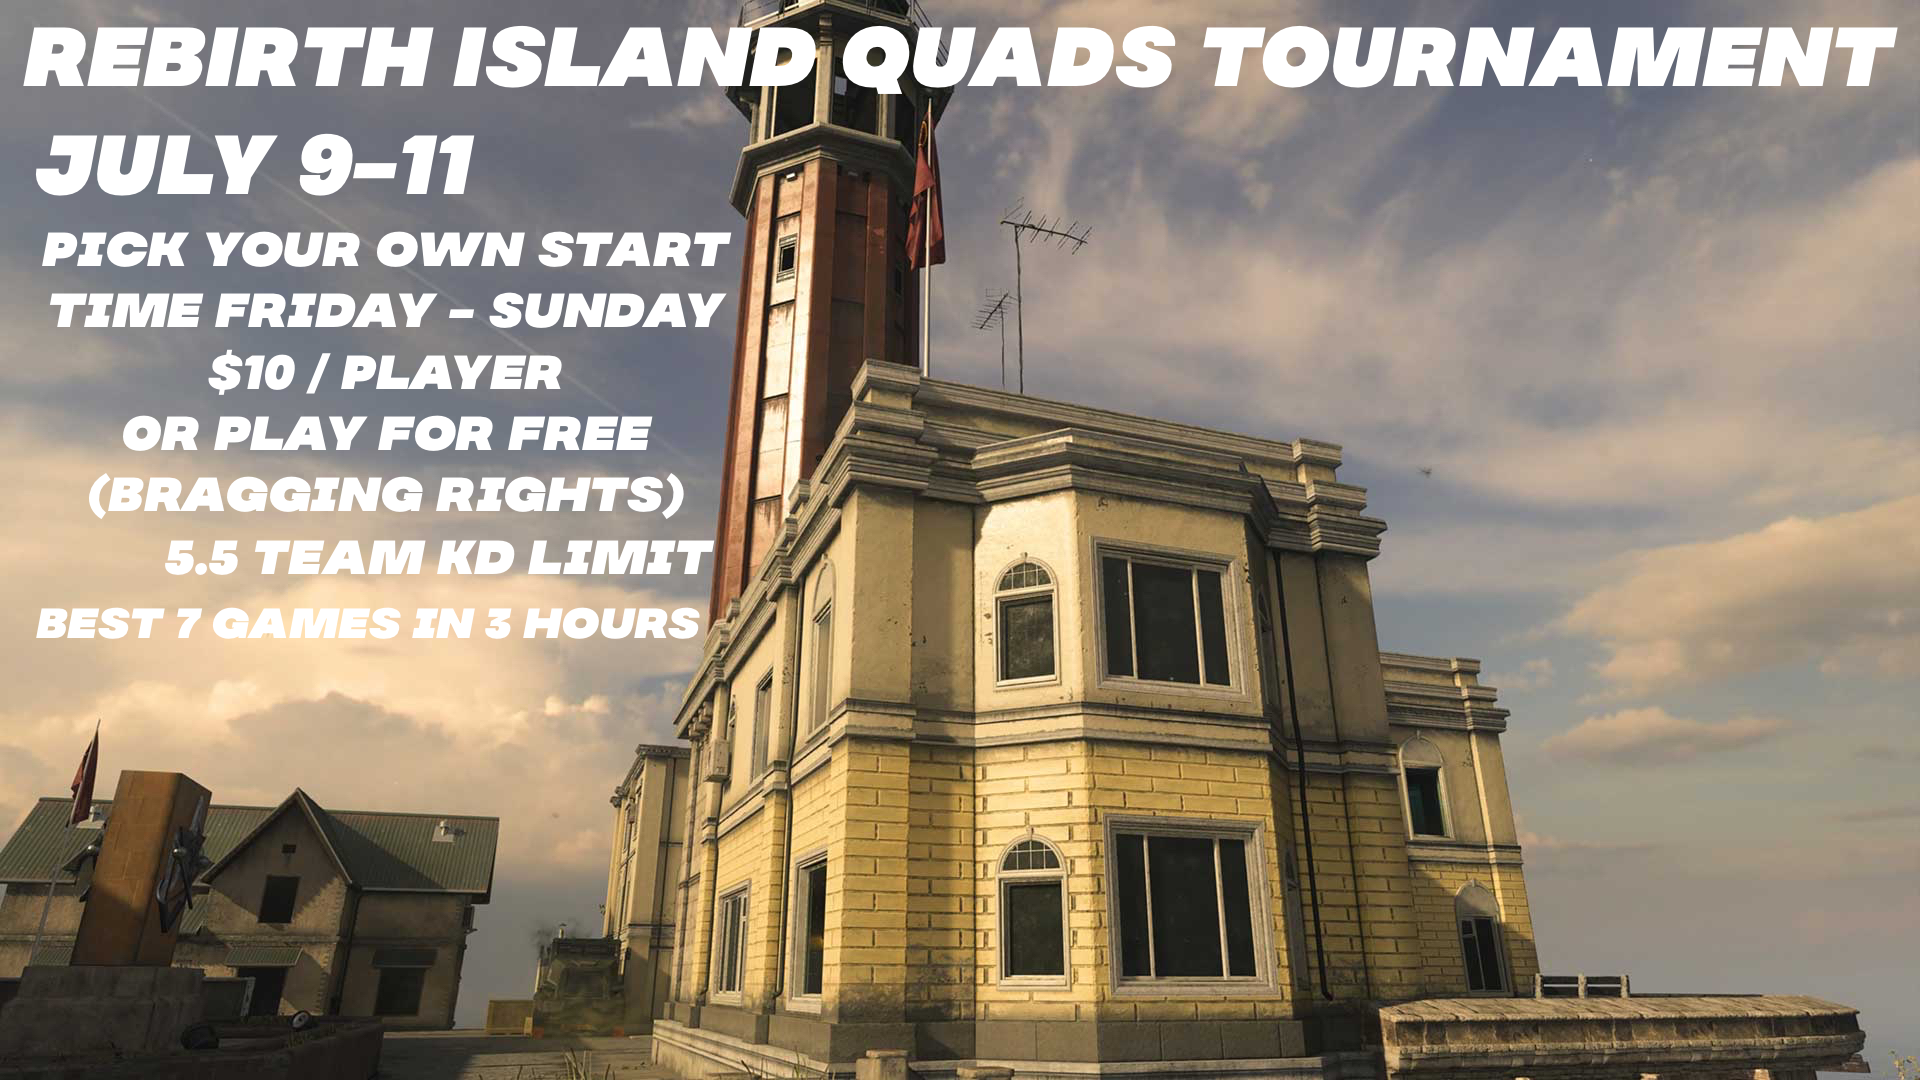 REBIRTH ISLAND QUADS TOURNAMENT
JULY 9-11
PICK YOUR OWN START
TIME FRIDAY - SUNDAY
$10 / PLAYER
OR PLAY FOR FREE
(BRAGGING RIGHTS)
5.5 TEAM KD LIMIT
BEST 7 GAMES IN 3 HOURS